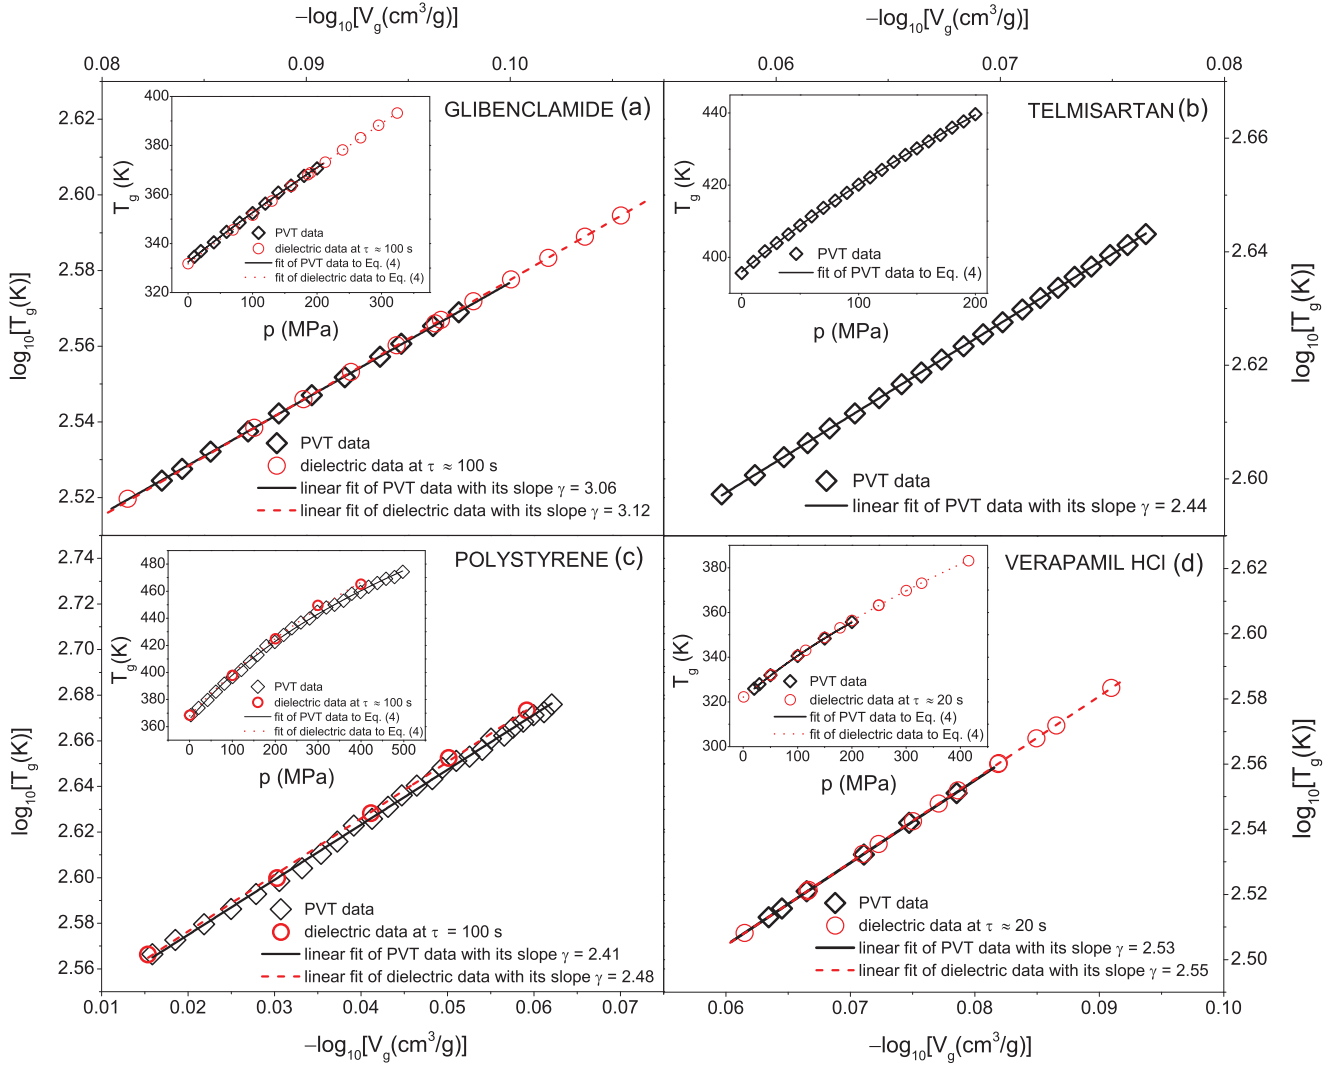 −log10[Vg(cm3/g)]
−log10[Vg(cm3/g)]
0.08
0.09
0.10
0.06
0.07
0.08
GLIBENCLAMIDE (a)
log10[Tg(K)]
2.62
2.60
2.58
2.56
2.54
2.52
Tg (K)
400
380
360
340
320
0
100
200
300
p (MPa)
PVT data
dielectric data at τ ≈ 100 s
fit of PVT data to Eq. (4)
fit of dielectric data to Eq. (4)
PVT data
dielectric data at τ ≈ 100 s
linear fit of PVT data with its slope γ = 3.06
linear fit of dielectric data with its slope γ = 3.12
TELMISARTAN (b)
Tg (K)
440
420
400
0
100
200
p (MPa)
PVT data
fit of PVT data to Eq. (4)
PVT data
linear fit of PVT data with its slope γ = 2.44
2.66
2.64
2.62
2.60
log10[Tg(K)]
POLYSTYRENE (c)
log10[Tg(K)]
2.74
2.72
2.70
2.68
2.66
2.64
2.62
2.60
2.58
2.56
Tg(K)
480
460
440
420
400
380
360
0
100
200
300
400
500
p (MPa)
PVT data
dielectric data at τ ≈ 100s
fit of PVT data to Eq. (4)
fit of dielectric data to Eq. (4)
PVT data
dielectric data at τ = 100 s
linear fit of PVT data with its slope γ = 2.41
linear fit of dielectric data with its slope γ = 2.48
0.01
0.02
0.03
0.04
0.05
0.06
0.07
−log10[Vg(cm3/g)]
VERAPAMIL HCl (d)
Tg (K)
380
360
340
320
300
0
100
200
300
400
p (MPa)
PVT data
dielectric data at τ ≈ 20 s
fit of PVT data to Eq. (4)
fit of dielectric data to Eq. (4)
PVT data
dielectric data at τ ≈ 20 s
linear fit of PVT data with its slope γ = 2.53
linear fit of dielectric data with its slope γ = 2.55
2.62
2.60
2.58
2.56
2.54
2.52
2.50
log10[Tg(K)]
0.06
0.07
0.08
0.09
0.10
−log10[Vg(cm3/g)]